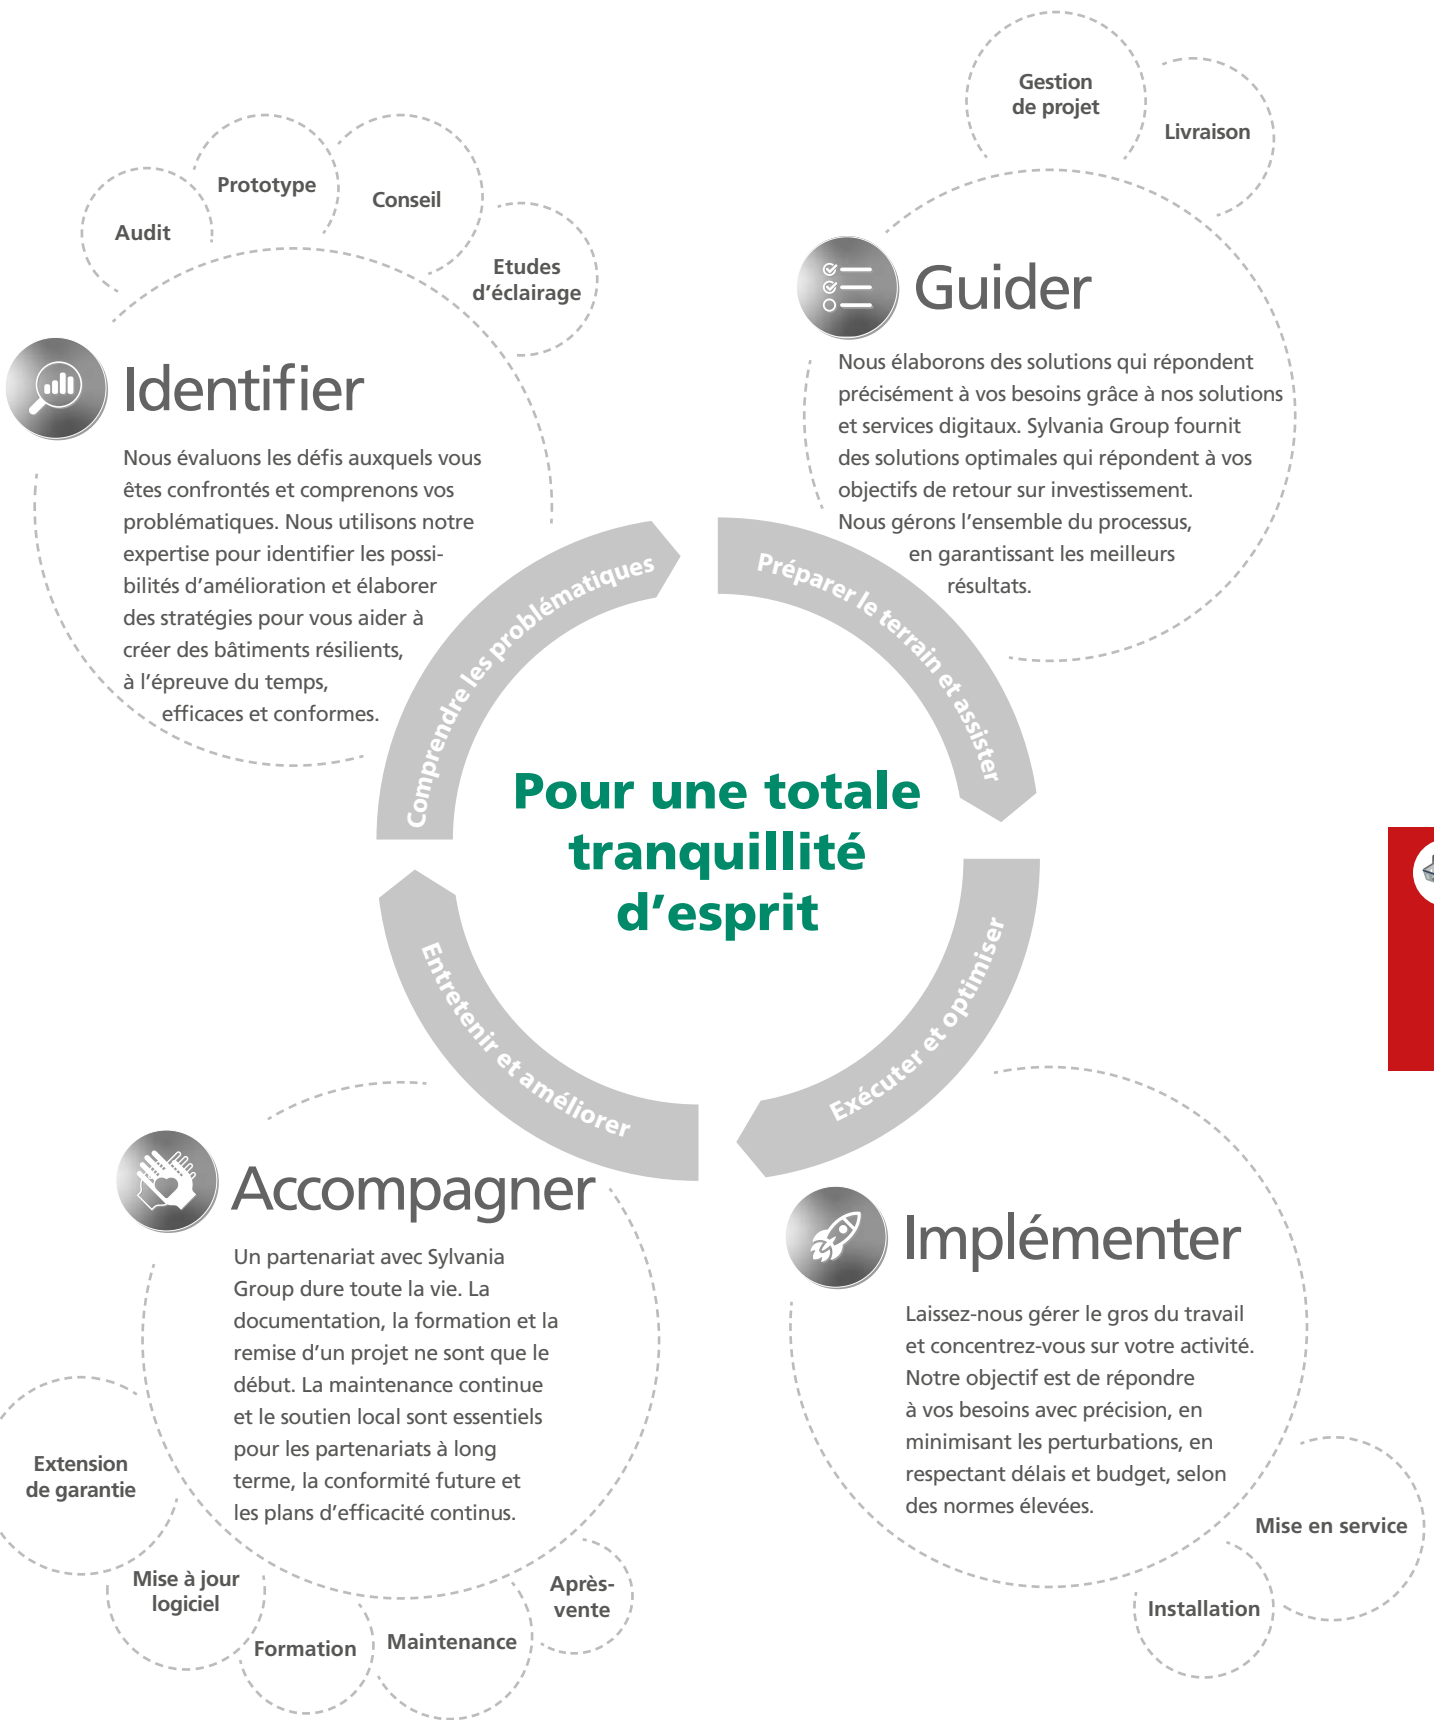 Audit
Prototype
Conseil
Etudes
d’éclairage
Identifier
Nous évaluons les défis auxquels vous
êtes confrontés et comprenons vos
problématiques. Nous utilisons notre
expertise pour identifier les possi-
bilités d’amélioration et élaborer
des stratégies pour vous aider à
créer des bâtiments résilients,
à l’épreuve du temps,
efficaces et conformes.
Gestion
de projet
Livraison
Guider
Nous élaborons des solutions qui répondent
précisément à vos besoins grâce à nos solutions
et services digitaux. Sylvania Group fournit
des solutions optimales qui répondent à vos
objectifs de retour sur investissement.
Nous gérons l’ensemble du processus,
en garantissant les meilleurs
résultats.
Comprendre les problématiques
Préparer le terrain et assister
Exécuter et optimiser
Entretenir et améliorer
Pour une totale
tranquillité
d’esprit
Accompagner
Un partenariat avec Sylvania
Group dure toute la vie. La
documentation, la formation et la
remise d’un projet ne sont que le
début. La maintenance continue
et le soutien local sont essentiels
pour les partenariats à long
terme, la conformité future et
les plans d’efficacité continus.
Extension
de garantie
Mise à jour
logiciel
Formation
Maintenance
Après-
vente
Implémenter
Laissez-nous gérer le gros du travail
et concentrez-vous sur votre activité.
Notre objectif est de répondre
à vos besoins avec précision, en
minimisant les perturbations, en
respectant délais et budget, selon
des normes élevées.
Mise en service
Installation